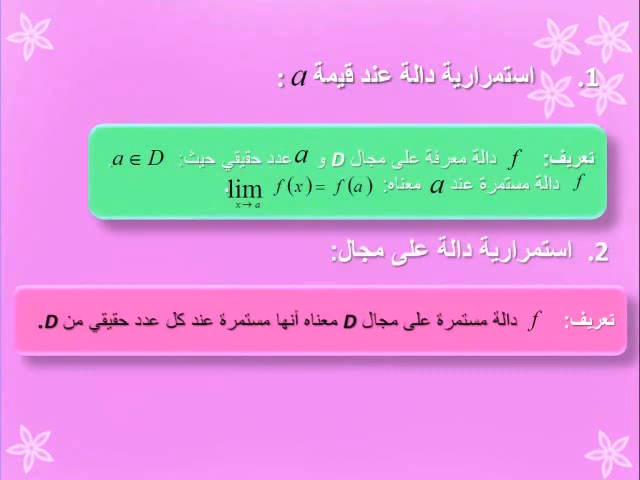 1. استمرارية دالة عند قيمة a :
تعريف: f دالة معرفة على مجال D و a عدد حقيقي حيث: a ∈ D.
f دالة مستمرة عند a معناه: lim x→a f(x) = f(a) .
2. استمرارية دالة على مجال:
تعريف: f دالة مستمرة على مجال D معناه أنها مستمرة عند كل عدد حقيقي من D.